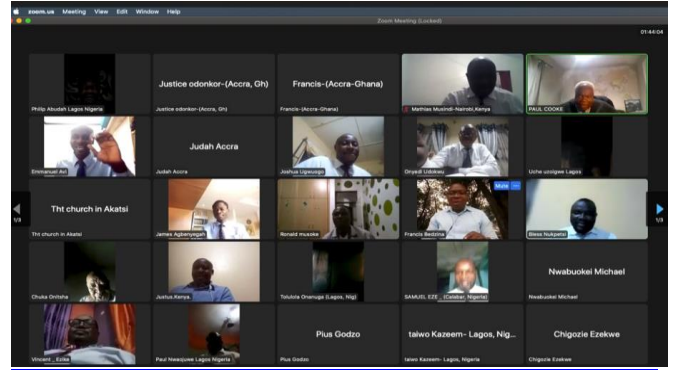 zoom.us Meeting View Edit Window Help
Zoom Meeting (Locked)
01:44:04
Philip Abudah Lagos Nigeria
Justice odonkor-(Accra, Gh)
Justice odonkor-(Accra, Gh)
Francis-(Accra-Ghana)
Francis-(Accra-Ghana)
Mathias Musindi-Nairobi,Kenya
PAUL COOKE
Emmanuel Avi
Judah Accra
Judah Accra
Joshua Ugwuogo
Onyedi Udokwu
Uche uzoigwe Lagos
Tht church in Akatsi
Tht church in Akatsi
James Agbenyegah
Ronald musoke
Mute
Francis Bedzina
Bless Nukpetsi
1/3
1/3
Chuka Onitsha
Justus.Kenya.
Tolulola Onanuga (Lagos, Nig)
SAMUEL EZE _ (Calabar, Nigeria)
Nwabuokei Michael
Nwabuokei Michael
Vincent _ Ezike
Paul Nwaojuwe Lagos Nigeria
Pius Godzo
Pius Godzo
taiwo Kazeem- Lagos, Nig...
taiwo Kazeem- Lagos, Nigeria
Chigozie Ezekwe
Chigozie Ezekwe